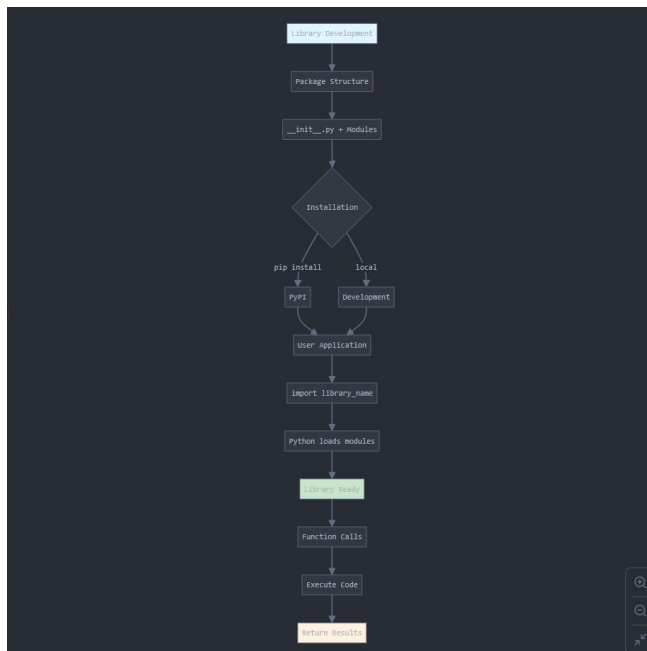 Library Development
Package Structure
__init__.py + Modules
Installation
pip install
local
PyPI
Development
User Application
import library_name
Python loads modules
Library Ready
Function Calls
Execute Code
Return Results